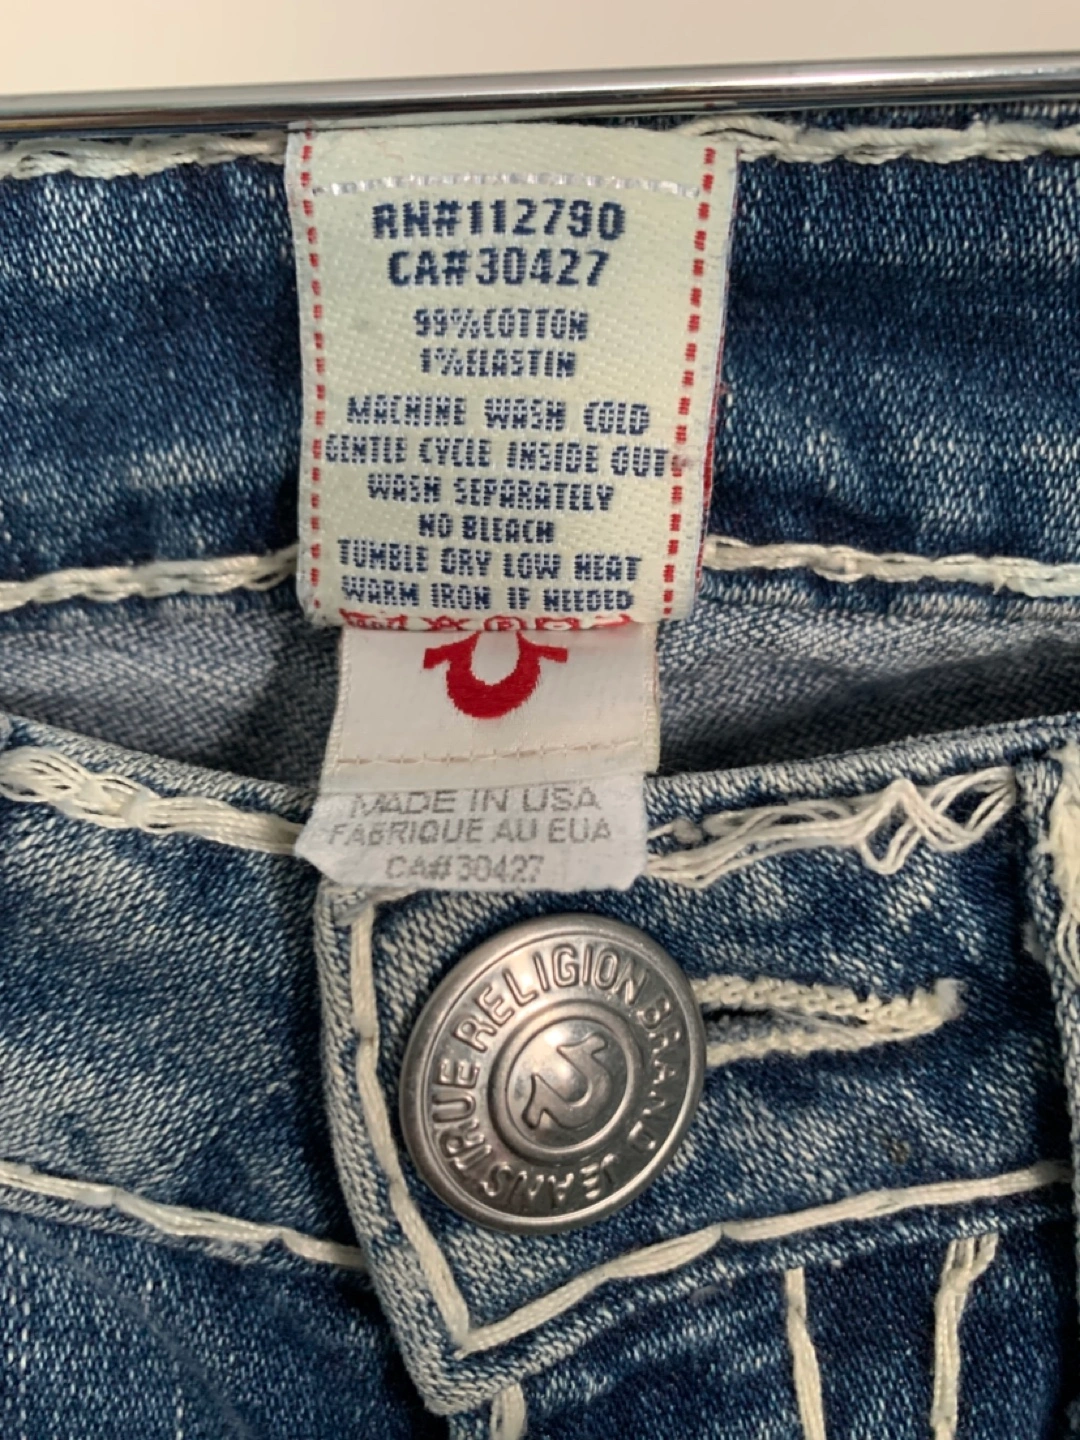 RN#112790
CA#30427
99%COTTON
1%ELASTIN
MACHINE WASH COLD
GENTLE CYCLE INSIDE OUT
WASH SEPARATELY
NO BLEACH
TUMBLE DRY LOW HEAT
WARM IRON IF NEEDED
MADE IN USA
FABRIQUE AU EUA
CA#30427
TRUE RELIGION BRAND JEANS